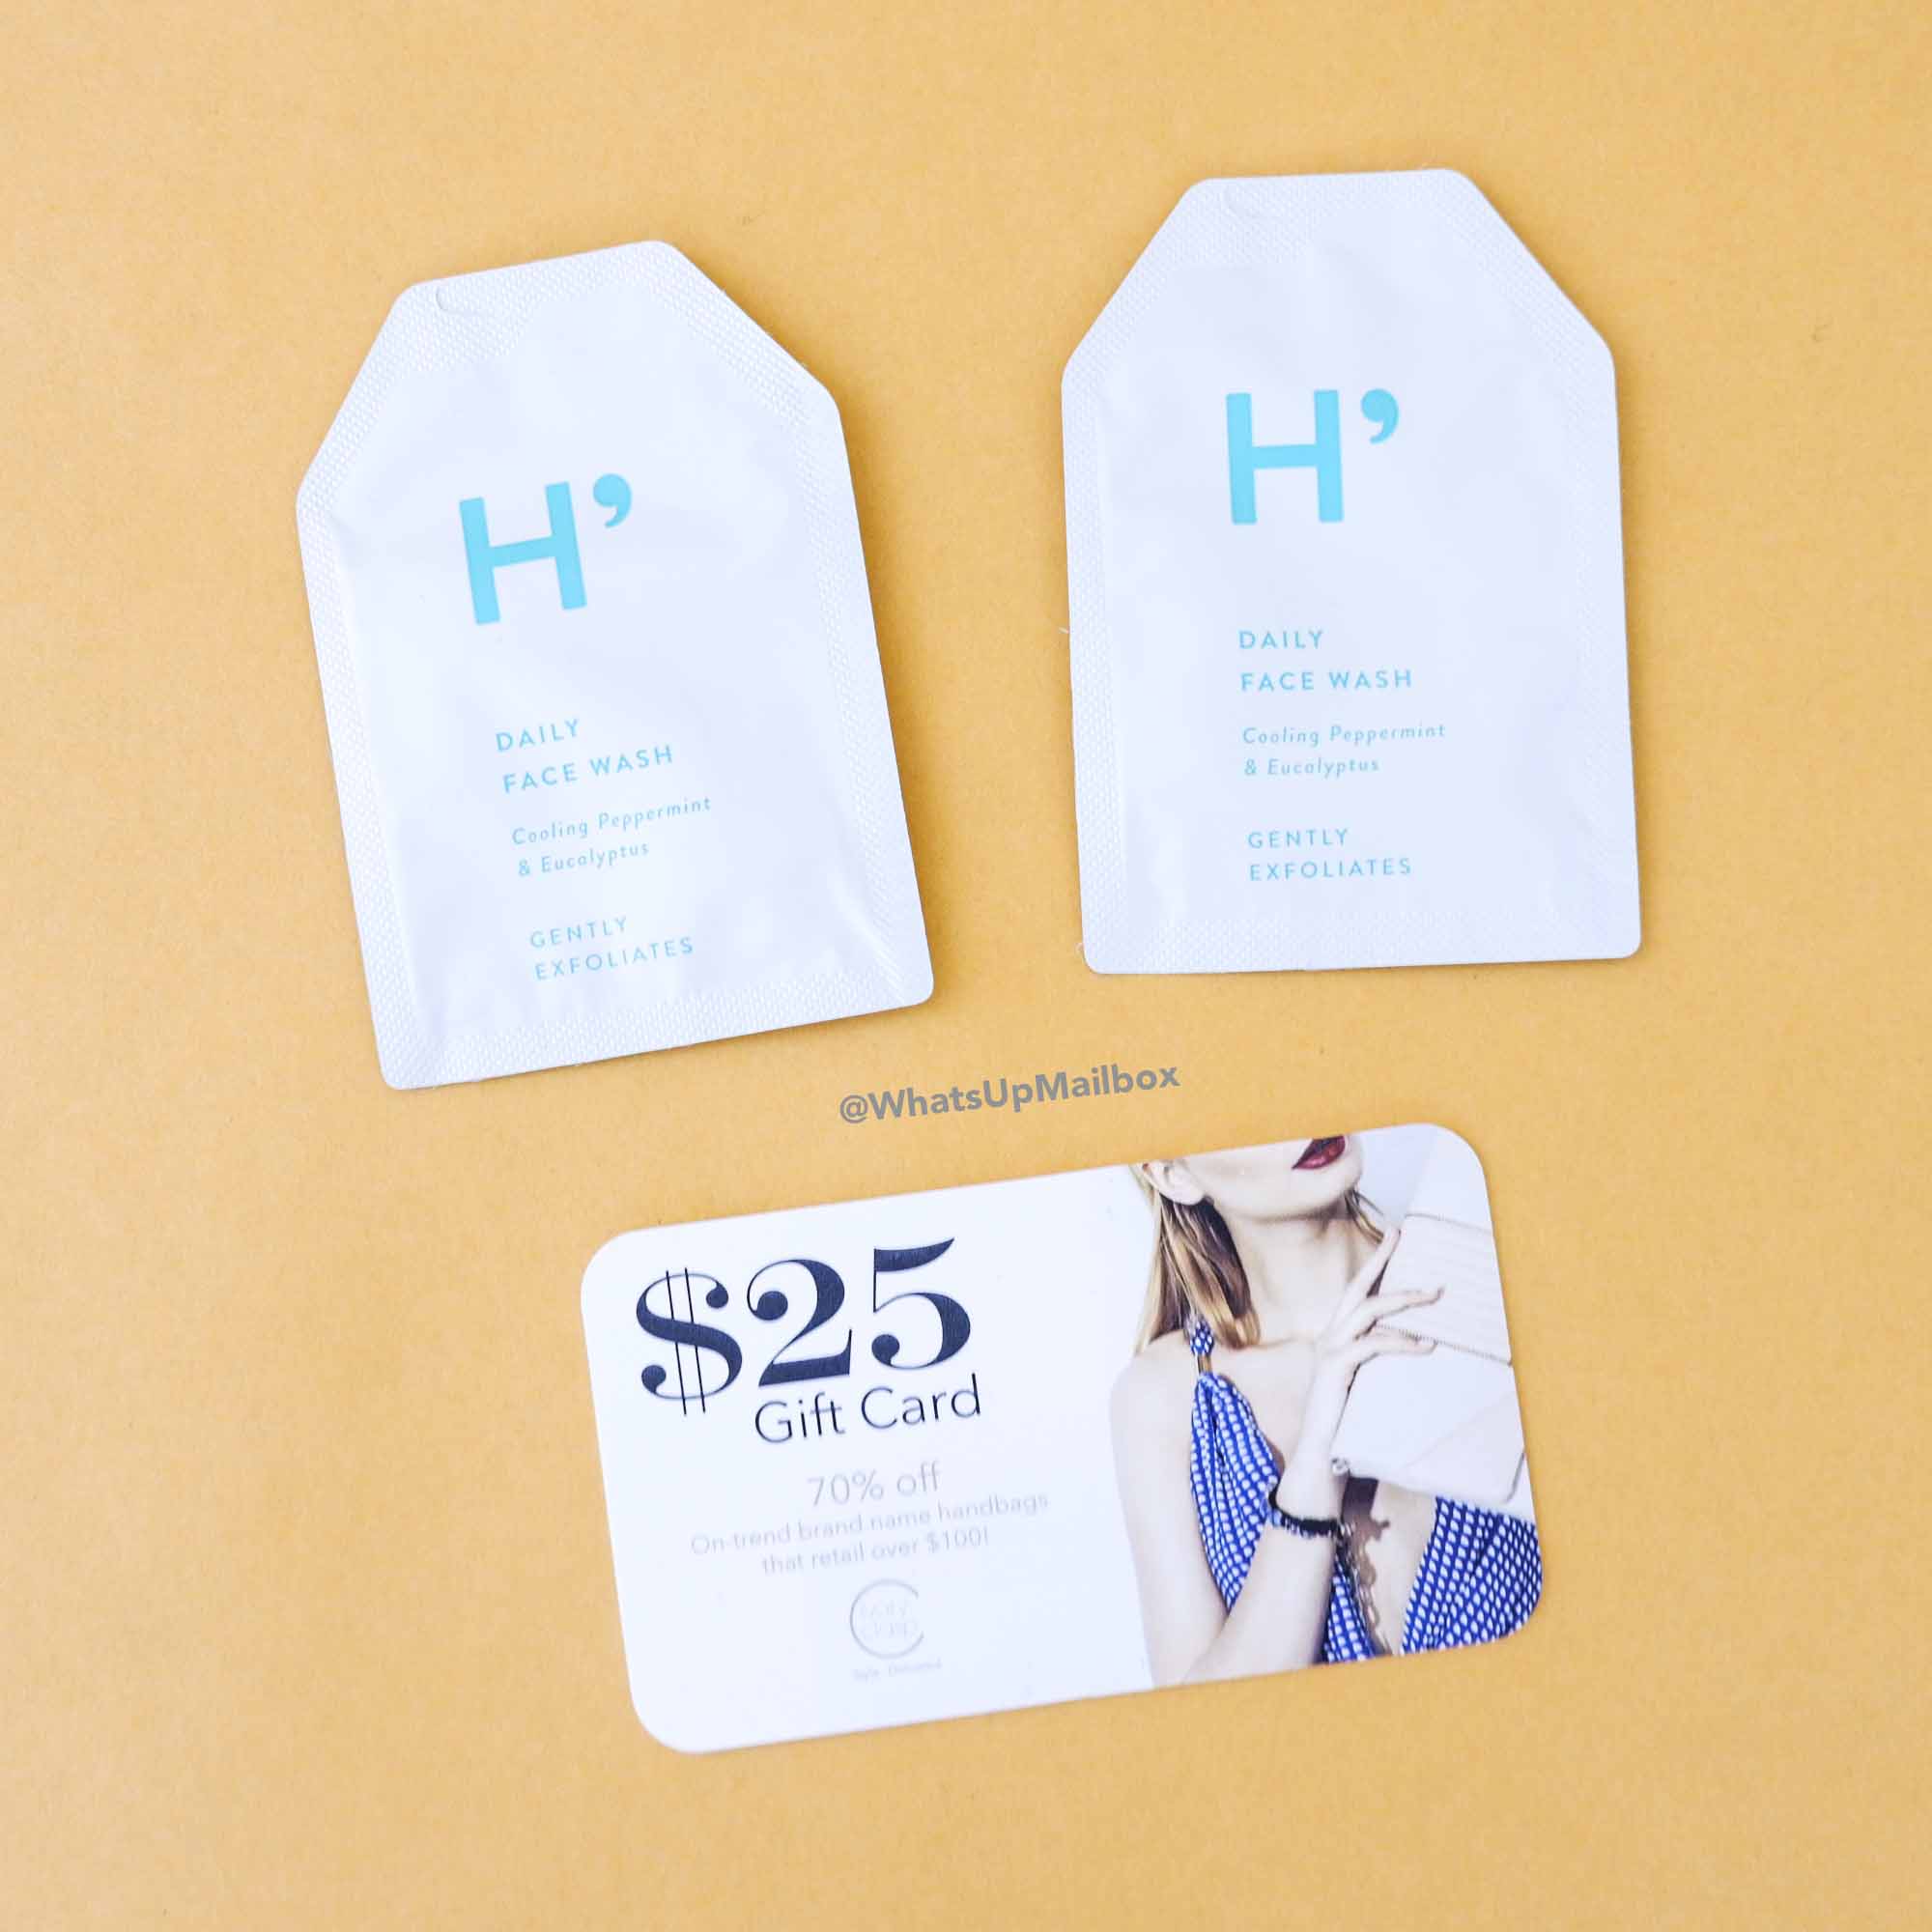 H’
DAILY
FACE WASH
Cooling Peppermint
& Eucalyptus
GENTLY
EXFOLIATES
H’
DAILY
FACE WASH
Cooling Peppermint
& Eucalyptus
GENTLY
EXFOLIATES
@WhatsUpMailbox
$25
Gift Card
70% off
On-trend brand name handbags
that retail over $100!